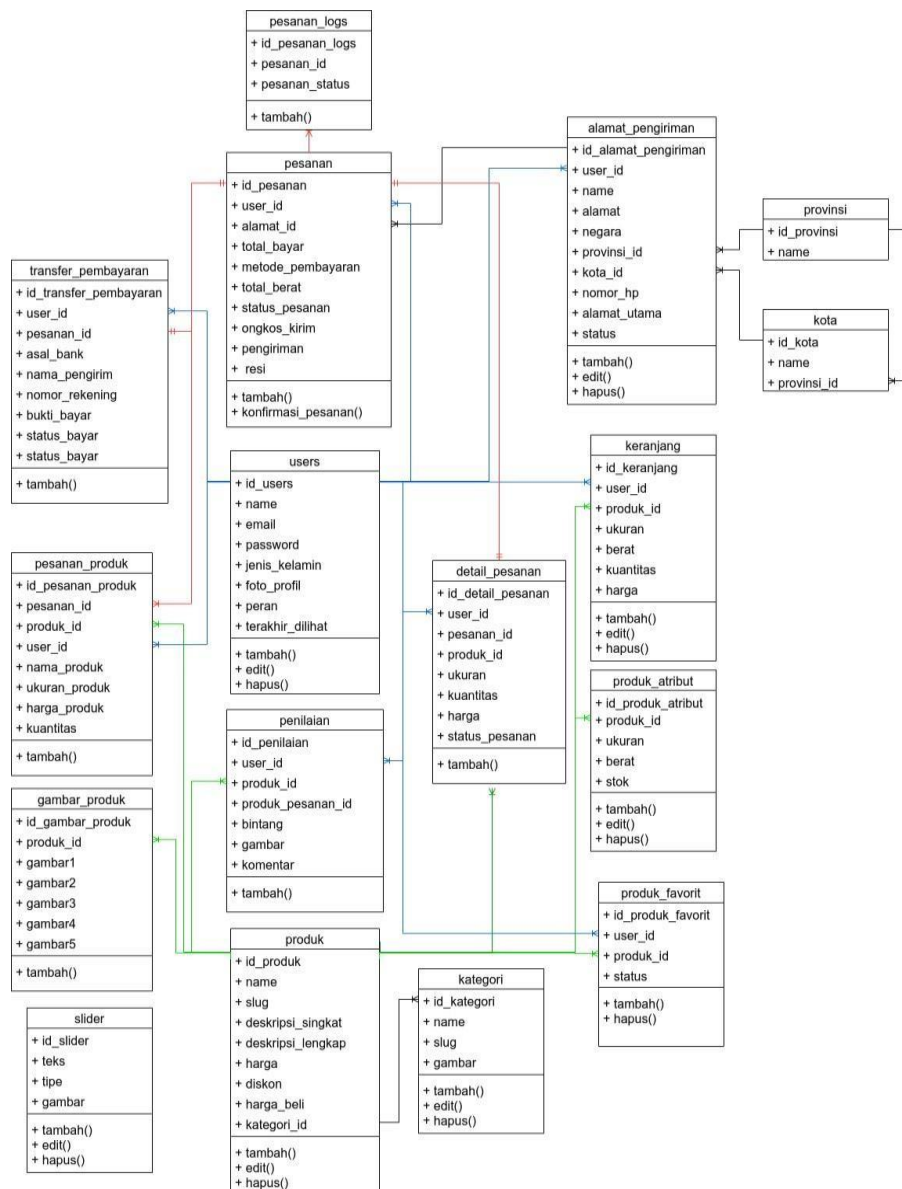 pesanan_logs
+ id_pesanan_logs
+ pesanan_id
+ pesanan_status
+ tambah()
pesanan
+ id_pesanan
+ user_id
+ alamat_id
+ total_bayar
+ metode_pembayaran
+ total_berat
+ status_pesanan
+ ongkos_kirim
+ pengiriman
+ resi
+ tambah()
+ konfirmasi_pesanan()
alamat_pengiriman
+ id_alamat_pengiriman
+ user_id
+ name
+ alamat
+ negara
+ provinsi_id
+ kota_id
+ nomor_hp
+ alamat_utama
+ status
+ tambah()
+ edit()
+ hapus()
provinsi
+ id_provinsi
+ name
kota
+ id_kota
+ name
+ provinsi_id
transfer_pembayaran
+ id_transfer_pembayaran
+ user_id
+ pesanan_id
+ asal_bank
+ nama_pengirim
+ nomor_rekening
+ bukti_bayar
+ status_bayar
+ status_bayar
+ tambah()
users
+ id_users
+ name
+ email
+ password
+ jenis_kelamin
+ foto_profil
+ peran
+ terakhir_dilihat
+ tambah()
+ edit()
+ hapus()
keranjang
+ id_keranjang
+ user_id
+ produk_id
+ ukuran
+ berat
+ kuantitas
+ harga
+ tambah()
+ edit()
+ hapus()
pesanan_produk
+ id_pesanan_produk
+ pesanan_id
+ produk_id
+ user_id
+ nama_produk
+ ukuran_produk
+ harga_produk
+ kuantitas
+ tambah()
detail_pesanan
+ id_detail_pesanan
+ user_id
+ pesanan_id
+ produk_id
+ ukuran
+ kuantitas
+ harga
+ status_pesanan
+ tambah()
produk_atribut
+ id_produk_atribut
+ produk_id
+ ukuran
+ berat
+ stok
+ tambah()
+ edit()
+ hapus()
penilaian
+ id_penilaian
+ user_id
+ produk_id
+ produk_pesanan_id
+ bintang
+ gambar
+ komentar
+ tambah()
gambar_produk
+ id_gambar_produk
+ produk_id
+ gambar1
+ gambar2
+ gambar3
+ gambar4
+ gambar5
+ tambah()
produk_favorit
+ id_produk_favorit
+ user_id
+ produk_id
+ status
+ tambah()
+ hapus()
produk
+ id_produk
+ name
+ slug
+ deskripsi_singkat
+ deskripsi_lengkap
+ harga
+ diskon
+ harga_beli
+ kategori_id
+ tambah()
+ edit()
+ hapus()
kategori
+ id_kategori
+ name
+ slug
+ gambar
+ tambah()
+ edit()
+ hapus()
slider
+ id_slider
+ teks
+ tipe
+ gambar
+ tambah()
+ edit()
+ hapus()